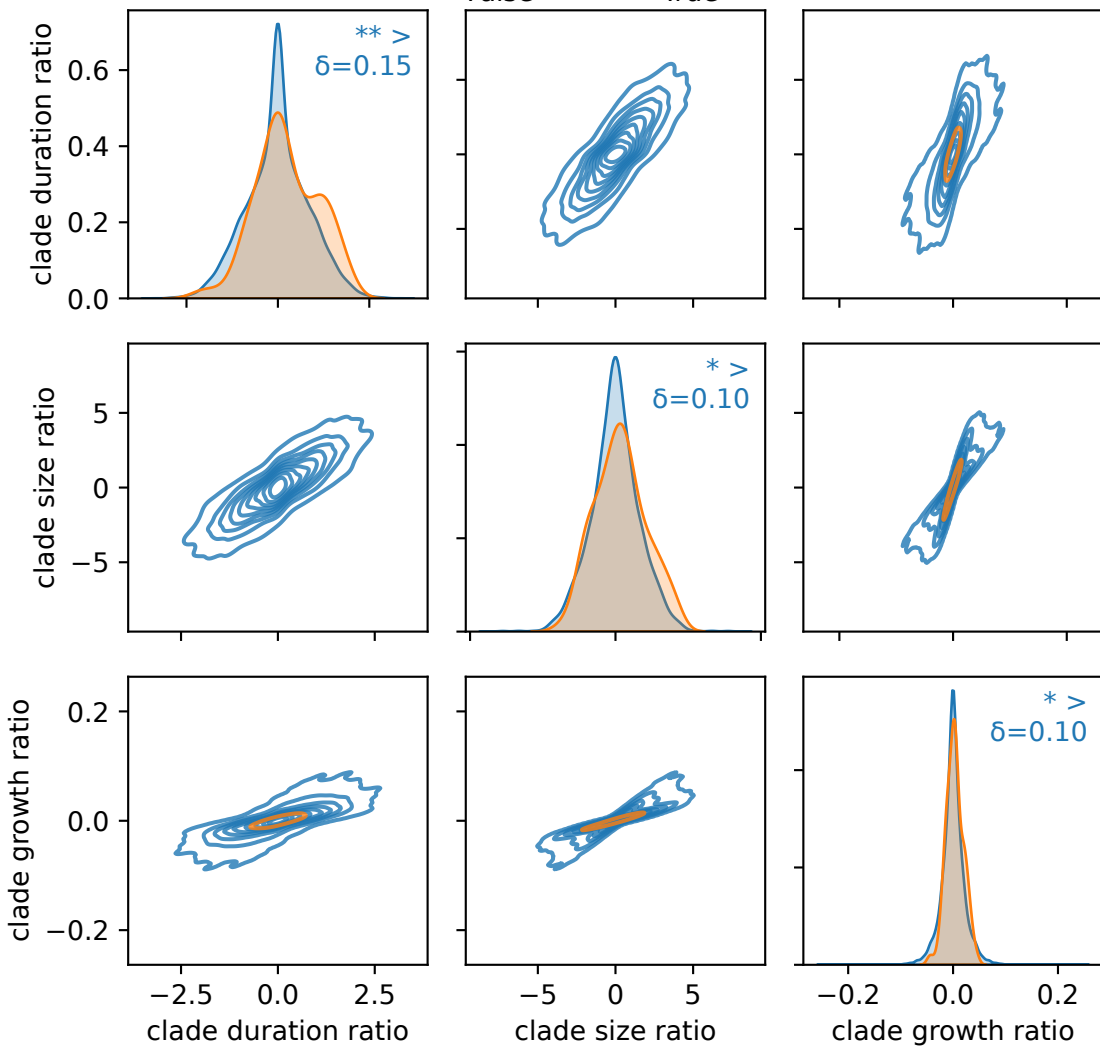 clade duration ratio
0.6
0.4
0.2
0.0
** >
δ=0.15
clade size ratio
5
0
−5
* >
δ=0.10
clade growth ratio
0.2
0.0
−0.2
* >
δ=0.10
−2.5 0.0 2.5
−5 0 5
−0.2 0.0 0.2
clade duration ratio
clade size ratio
clade growth ratio